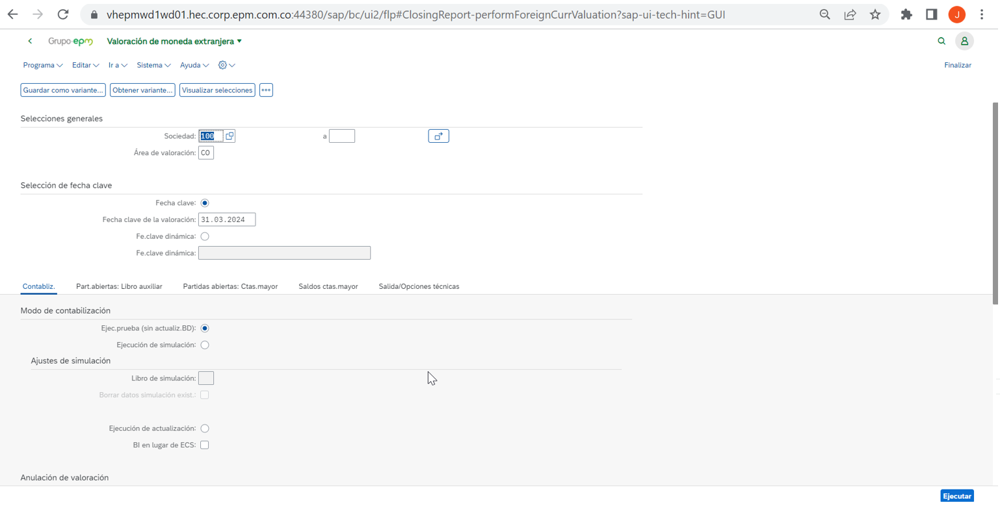 vhepmwd1wd01.hec.corp.epm.com.co:44380/sap/bc/ui2/flp#ClosingReport-performForeignCurrValuation?sap-ui-tech-hint=GUI
J
Grupo·epm Valoración de moneda extranjera
Programa Editar Ir a Sistema Ayuda Finalizar
Guardar como variante... Obtener variante... Visualizar selecciones
Selecciones generales
Sociedad: 100 a
Área de valoración: CO
Selección de fecha clave
Fecha clave:
Fecha clave de la valoración: 31.03.2024
Fe.clave dinámica:
Fe.clave dinámica:
Contabliz. Part.abiertas: Libro auxiliar Partidas abiertas: Ctas.mayor Saldos ctas.mayor Salida/Opciones técnicas
Modo de contabilización
Ejec.prueba (sin actualiz.BD):
Ejecución de simulación:
Ajustes de simulación
Libro de simulación:
Borrar datos simulación exist.:
Ejecución de actualización:
BI en lugar de ECS:
Anulación de valoración
Ejecutar